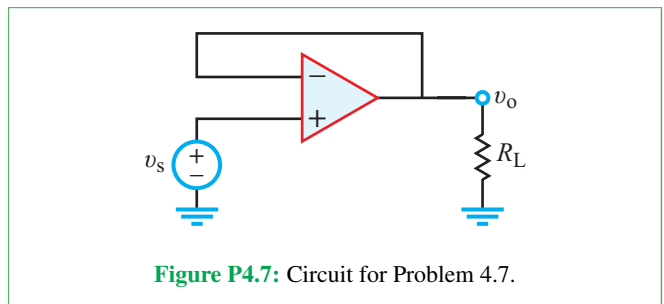 −
+
υo
υs
+
−
RL
Figure P4.7: Circuit for Problem 4.7.